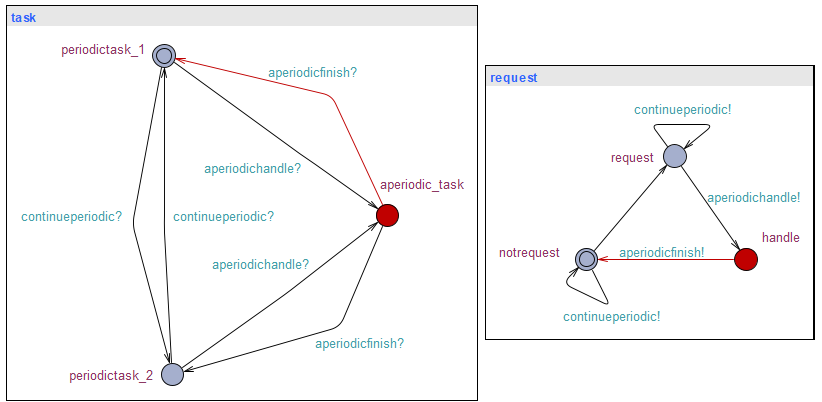 task
periodictask_1
aperiodicfinish?
aperiodichandle?
aperiodic_task
continueperiodic?
continueperiodic?
aperiodichandle?
aperiodicfinish?
periodictask_2
request
continueperiodic!
request
aperiodichandle!
handle
notrequest
aperiodicfinish!
continueperiodic!